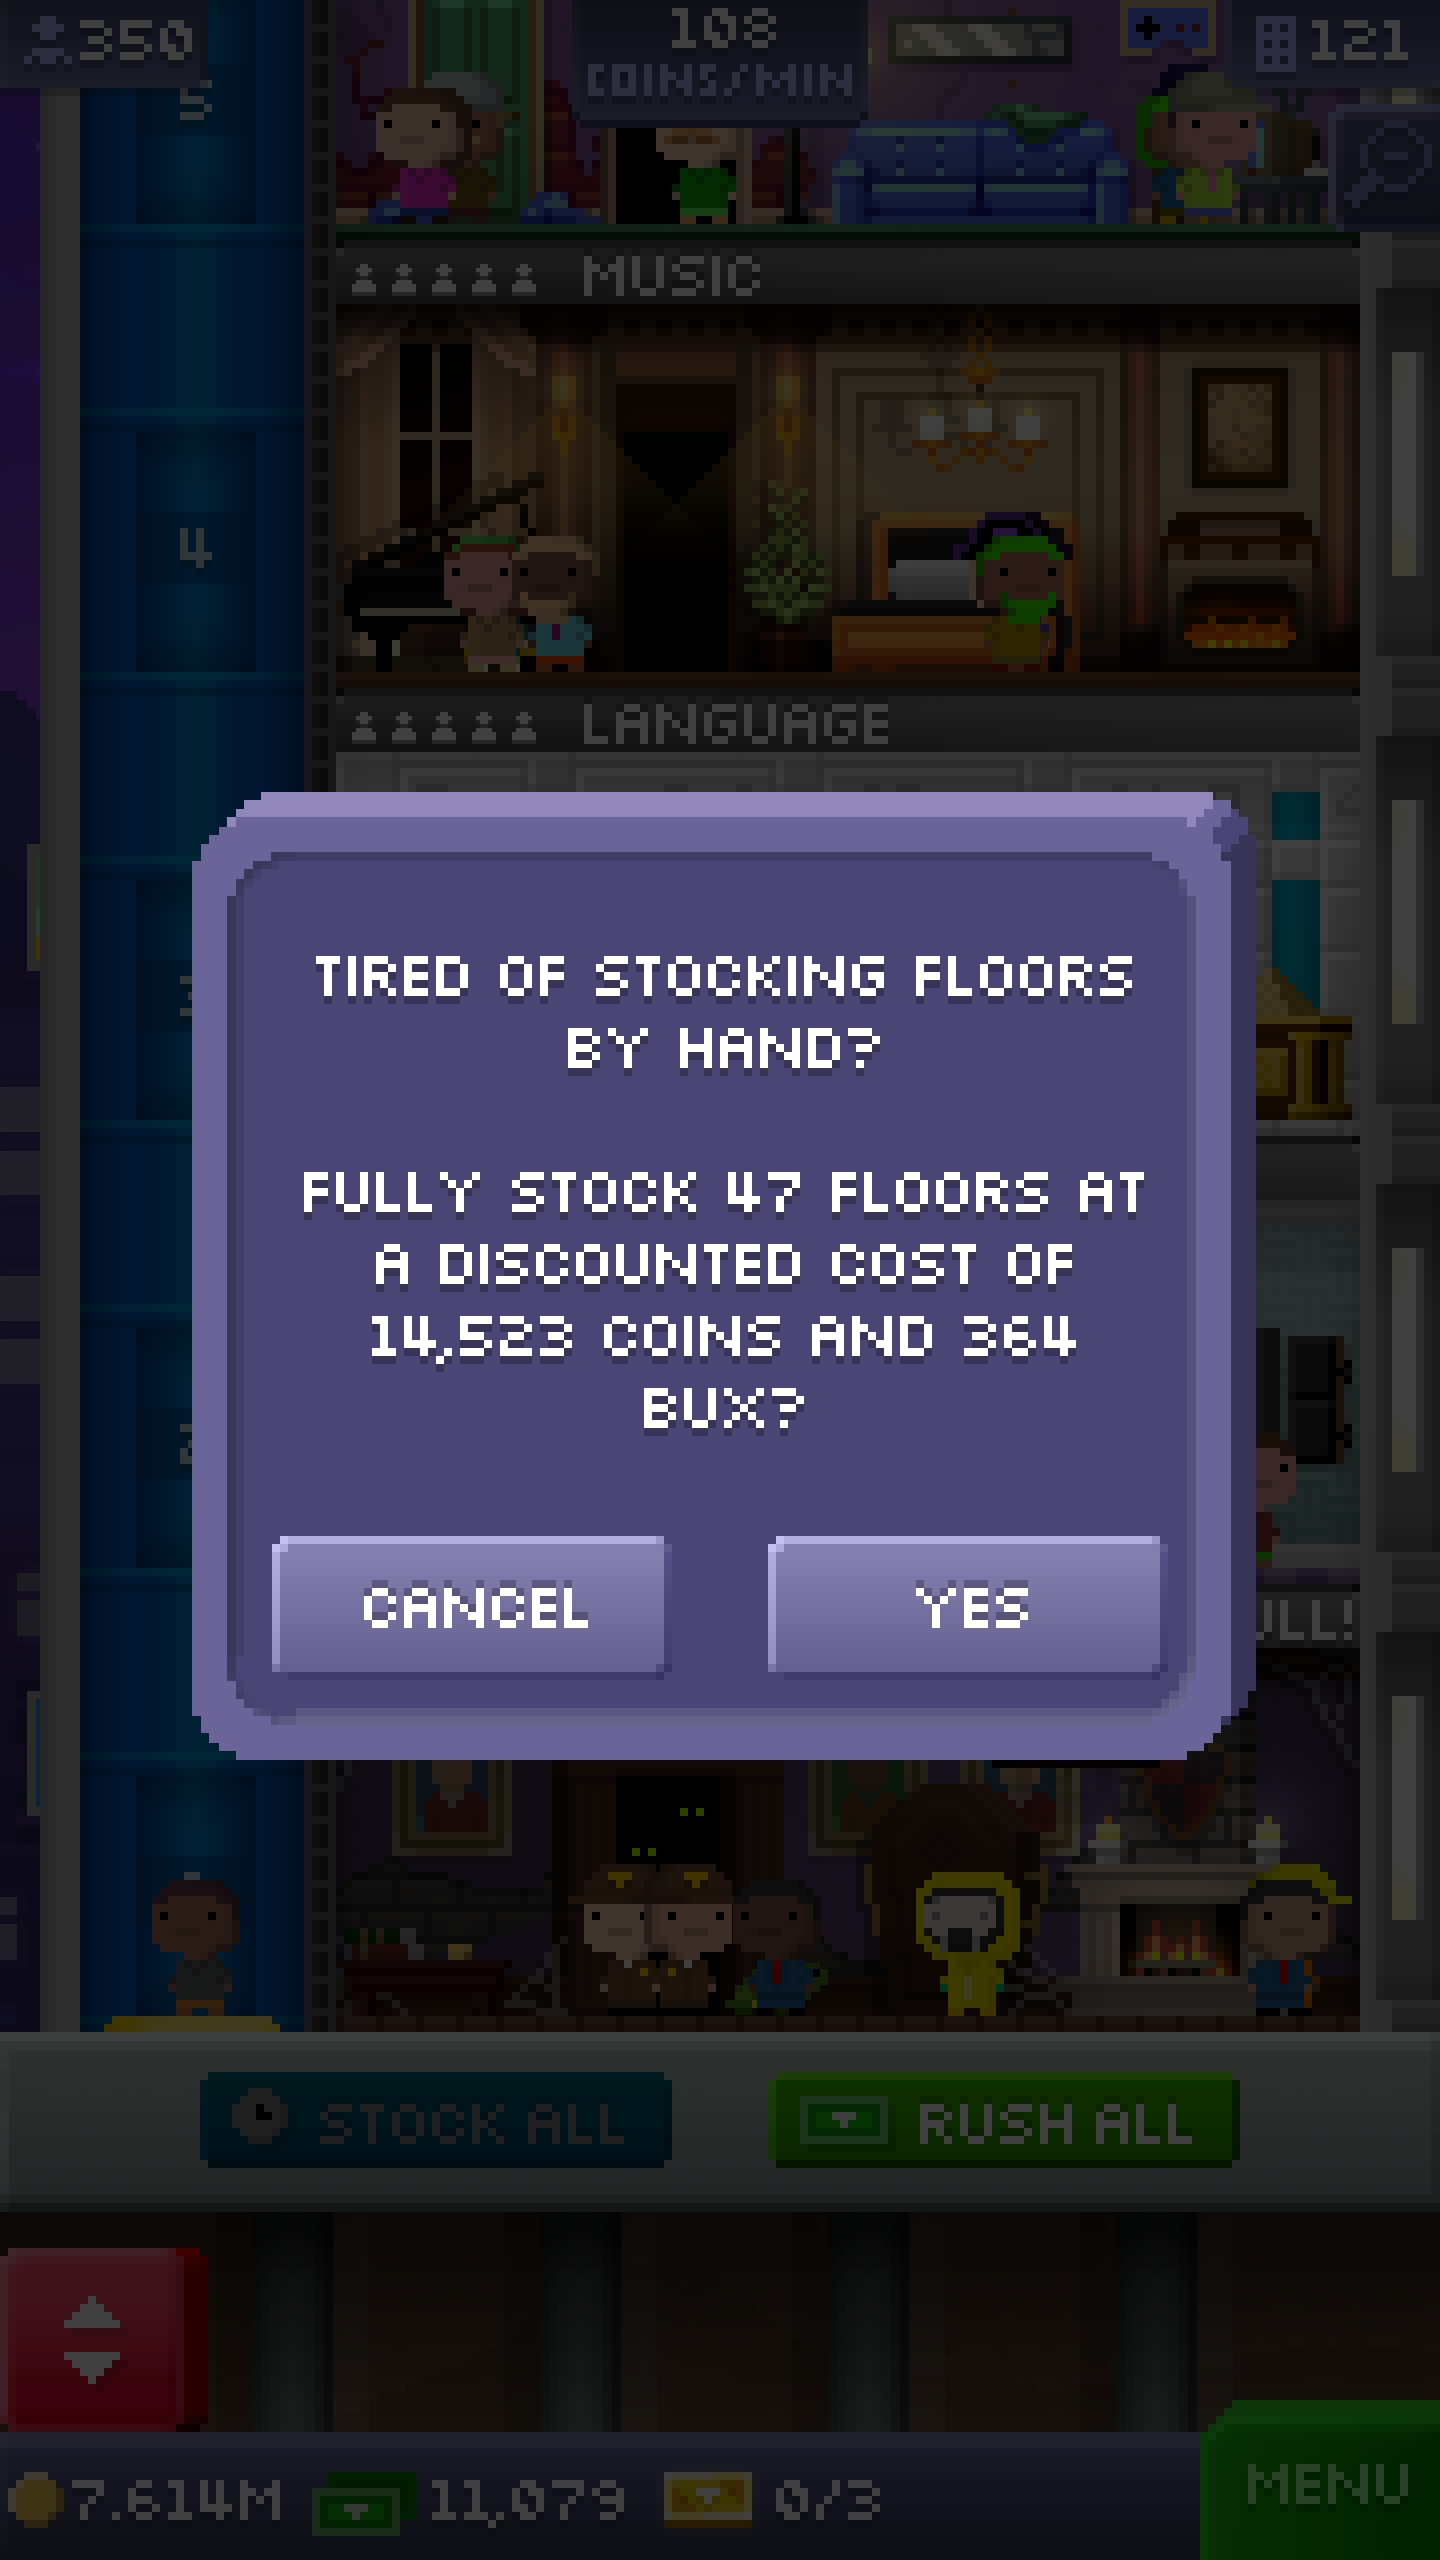 350
108
COINS/MIN
121
5
MUSIC
4
LANGUAGE
TIRED OF STOCKING FLOORS
BY HAND?
FULLY STOCK 47 FLOORS AT
A DISCOUNTED COST OF
14,523 COINS AND 364
BUX?
CANCEL
YES
STOCK ALL
RUSH ALL
7.614M
11,079
0/3
MENU